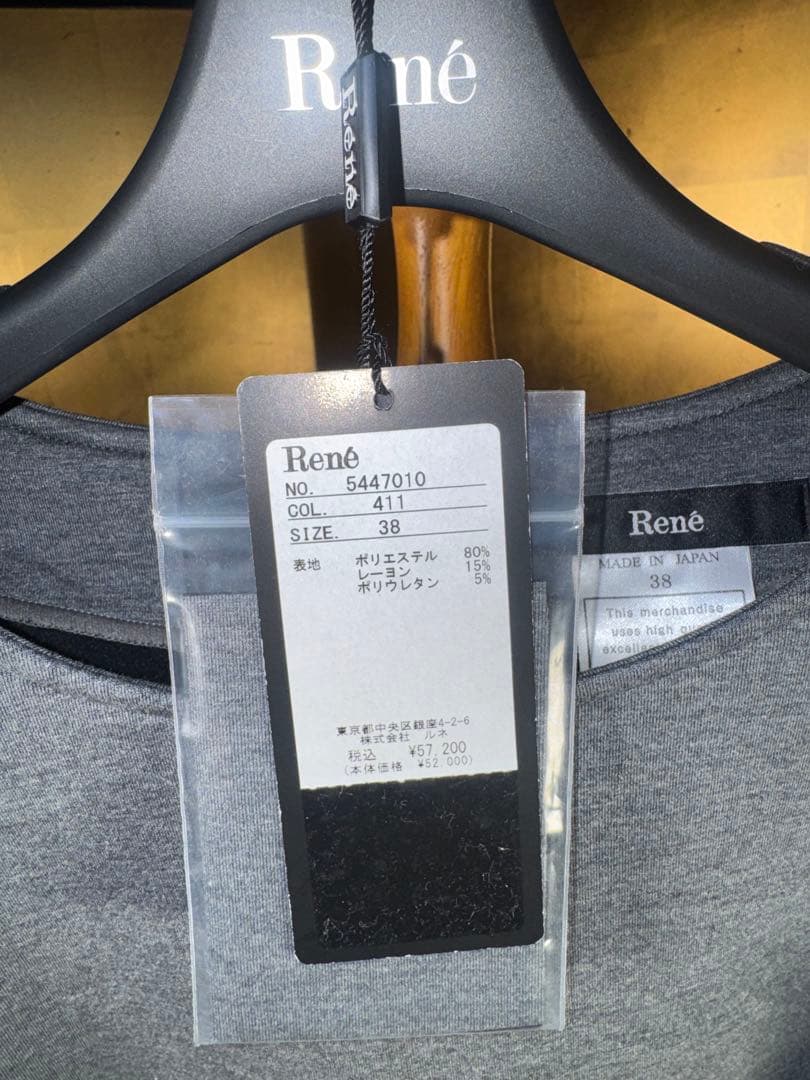 René
René
René
NO. 5447010
COL. 411
SIZE. 38
表地 ポリエステル 80%
レーヨン 15%
ポリウレタン 5%
東京都中央区銀座4-2-6
株式会社 ルネ
税込 ¥57,200
(本体価格 ¥52,000)
René
MADE IN JAPAN
38
This merchandise
uses high